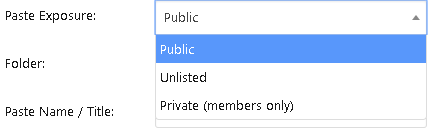 Paste Exposure: Public
Public
Folder:
Unlisted
Paste Name / Title: Private (members only)